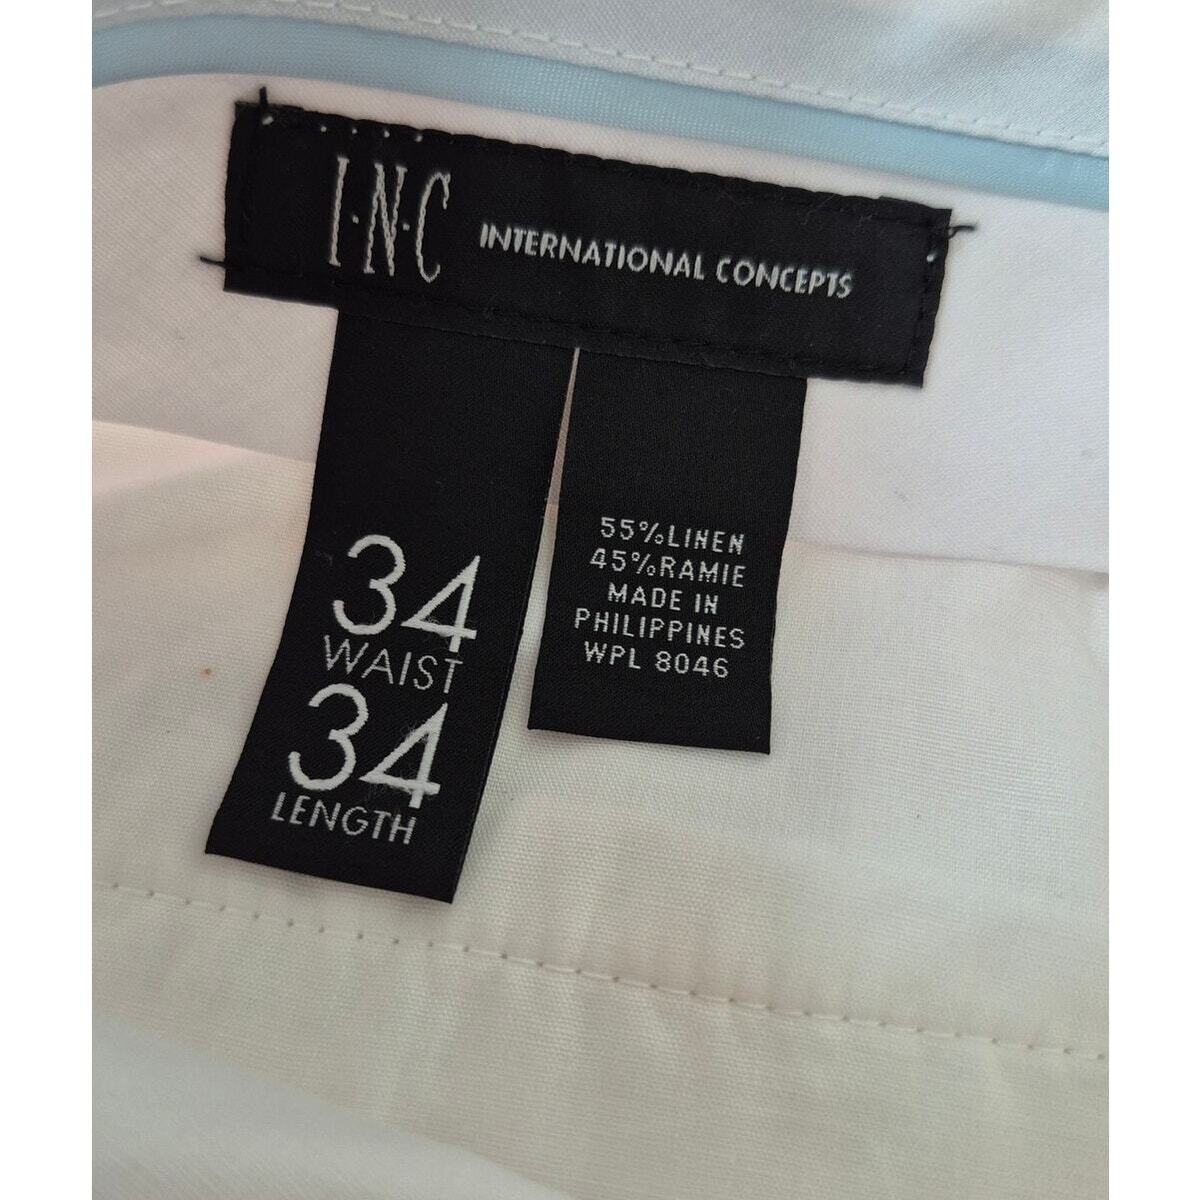 I·N·C INTERNATIONAL CONCEPTS
34
WAIST
34
LENGTH
55%LINEN
45%RAMIE
MADE IN
PHILIPPINES
WPL 8046